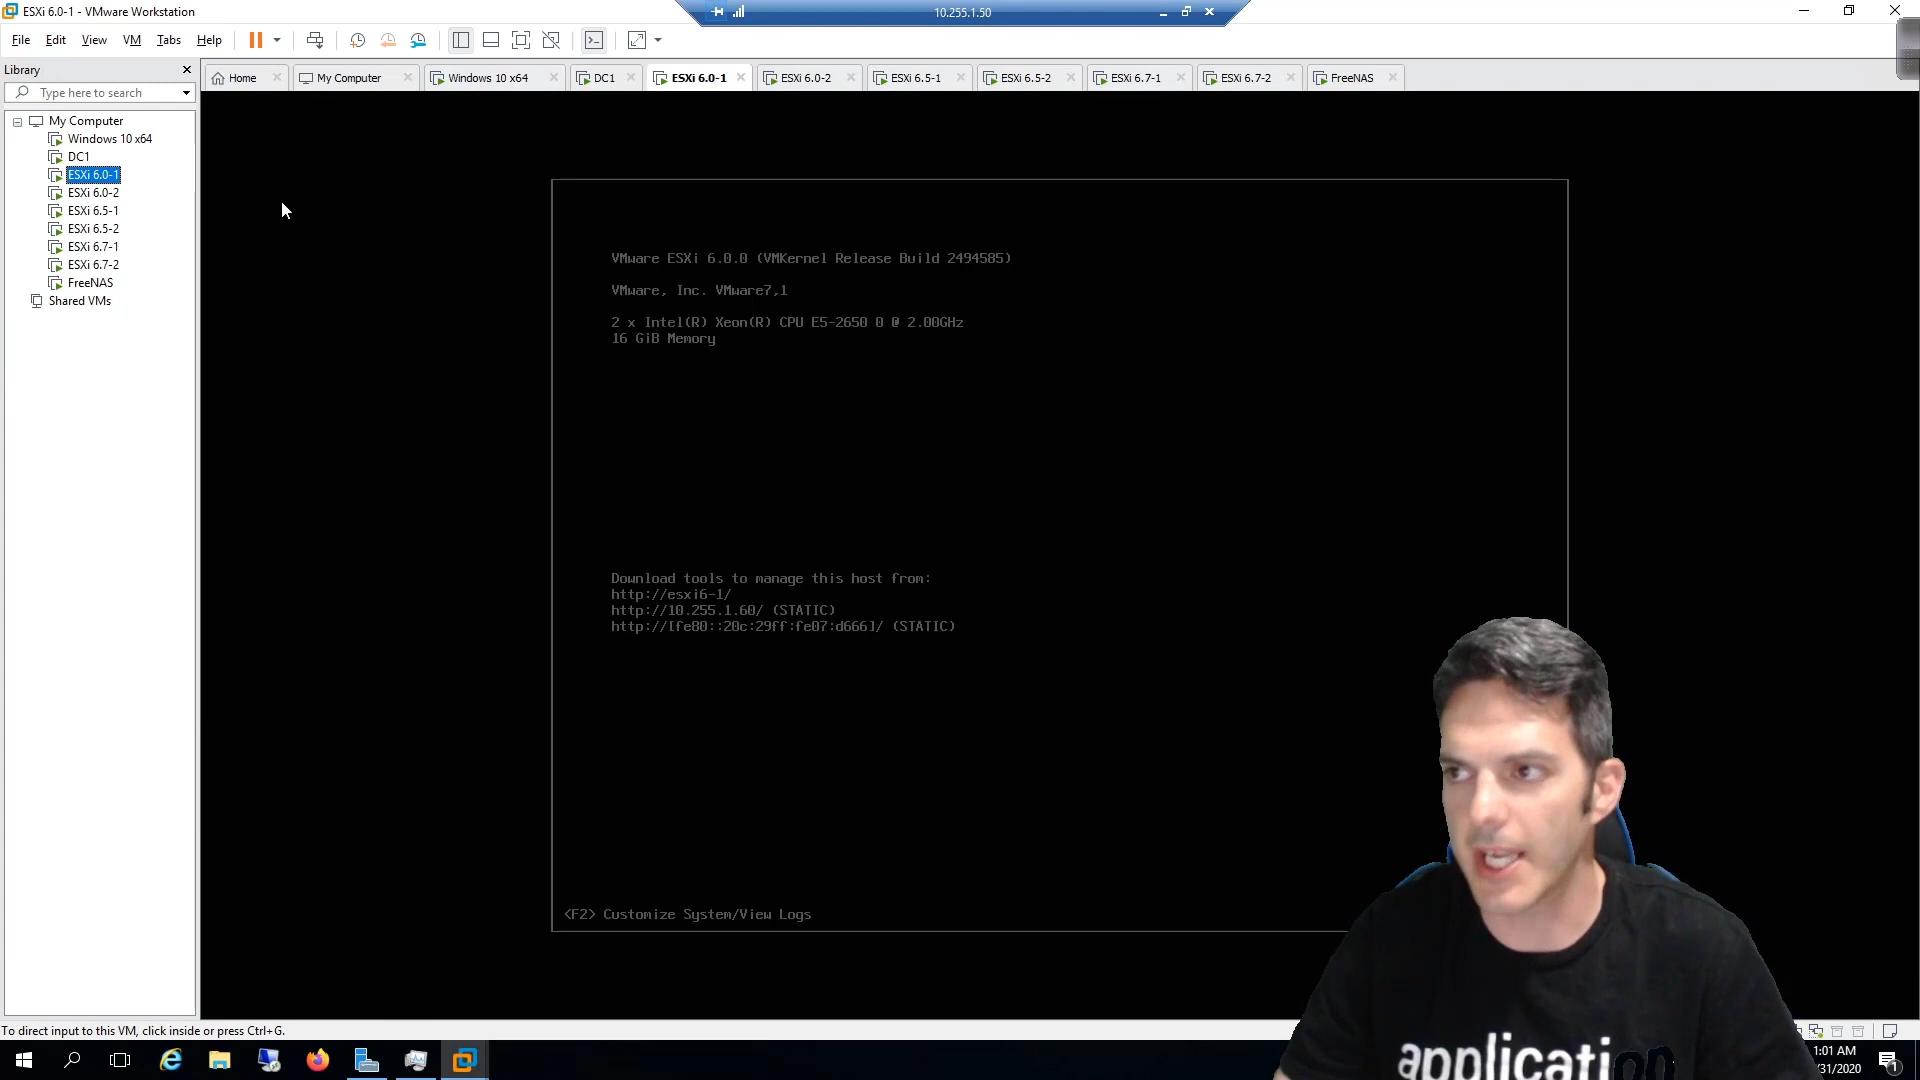 ESXi 6.0-1 - VMware Workstation
10.255.1.50
File Edit View VM Tabs Help
Library
Home My Computer Windows 10 x64 DC1 ESXi 6.0-1 ESXi 6.0-2 ESXi 6.5-1 ESXi 6.5-2 ESXi 6.7-1 ESXi 6.7-2 FreeNAS
Type here to search
My Computer
Windows 10 x64
DC1
ESXi 6.0-1
ESXi 6.0-2
ESXi 6.5-1
ESXi 6.5-2
ESXi 6.7-1
ESXi 6.7-2
FreeNAS
Shared VMs
VMware ESXi 6.0.0 (VMKernel Release Build 2494585)
VMware, Inc. VMware7,1
2 x Intel(R) Xeon(R) CPU E5-2650 0 @ 2.00GHz
16 GiB Memory
Download tools to manage this host from:
http://esxi6-1/
http://10.255.1.60/ (STATIC)
http://[fe80::20c:29ff:fe07:d666]/ (STATIC)
<F2> Customize System/View Logs
To direct input to this VM, click inside or press Ctrl+G.
1:01 AM
/31/2020
1